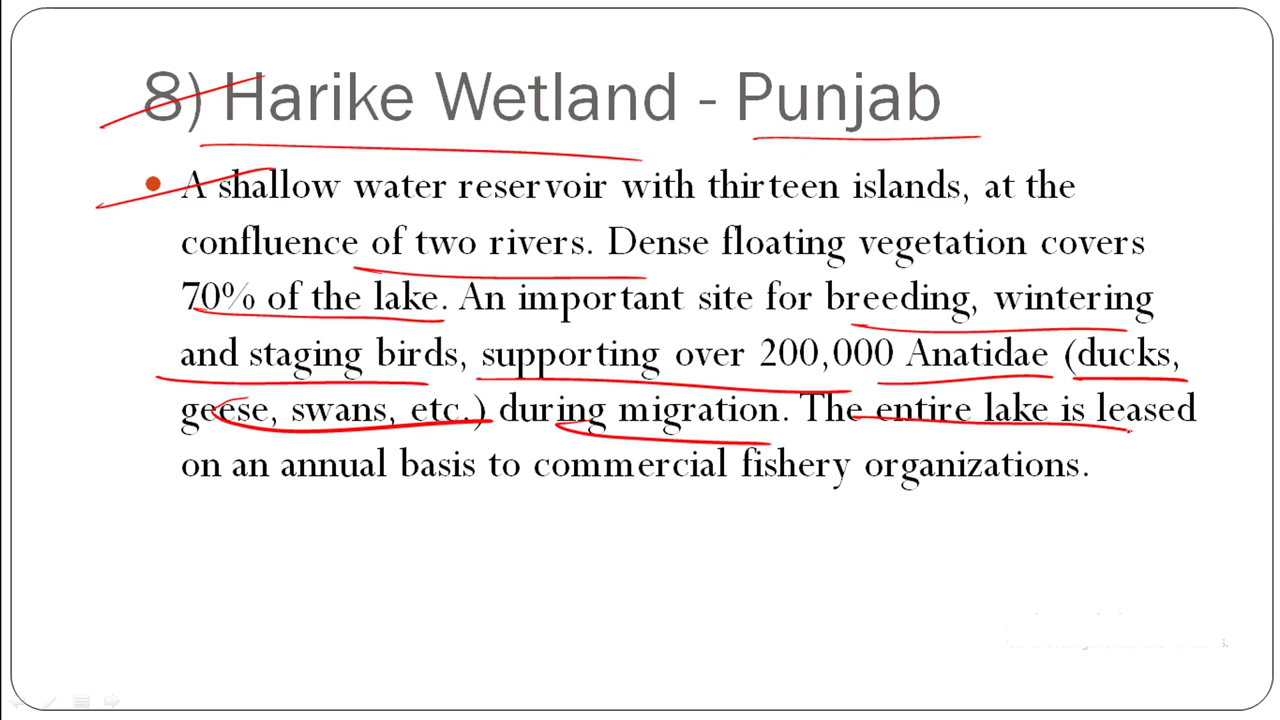 8) Harike Wetland - Punjab
A shallow water reservoir with thirteen islands, at the
confluence of two rivers. Dense floating vegetation covers
70% of the lake. An important site for breeding, wintering
and staging birds, supporting over 200,000 Anatidae (ducks,
geese, swans, etc.) during migration. The entire lake is leased
on an annual basis to commercial fishery organizations.